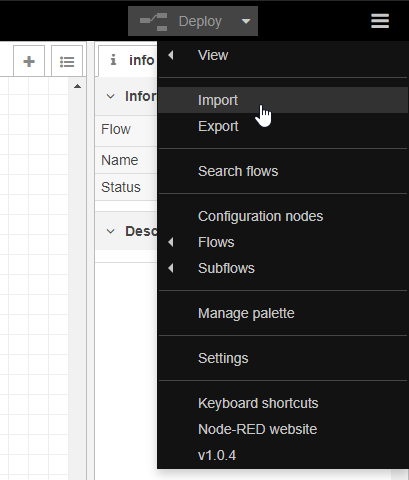 Deploy
info
Infor
Flow
Name
Status
Desc
View
Import
Export
Search flows
Configuration nodes
Flows
Subflows
Manage palette
Settings
Keyboard shortcuts
Node-RED website
v1.0.4